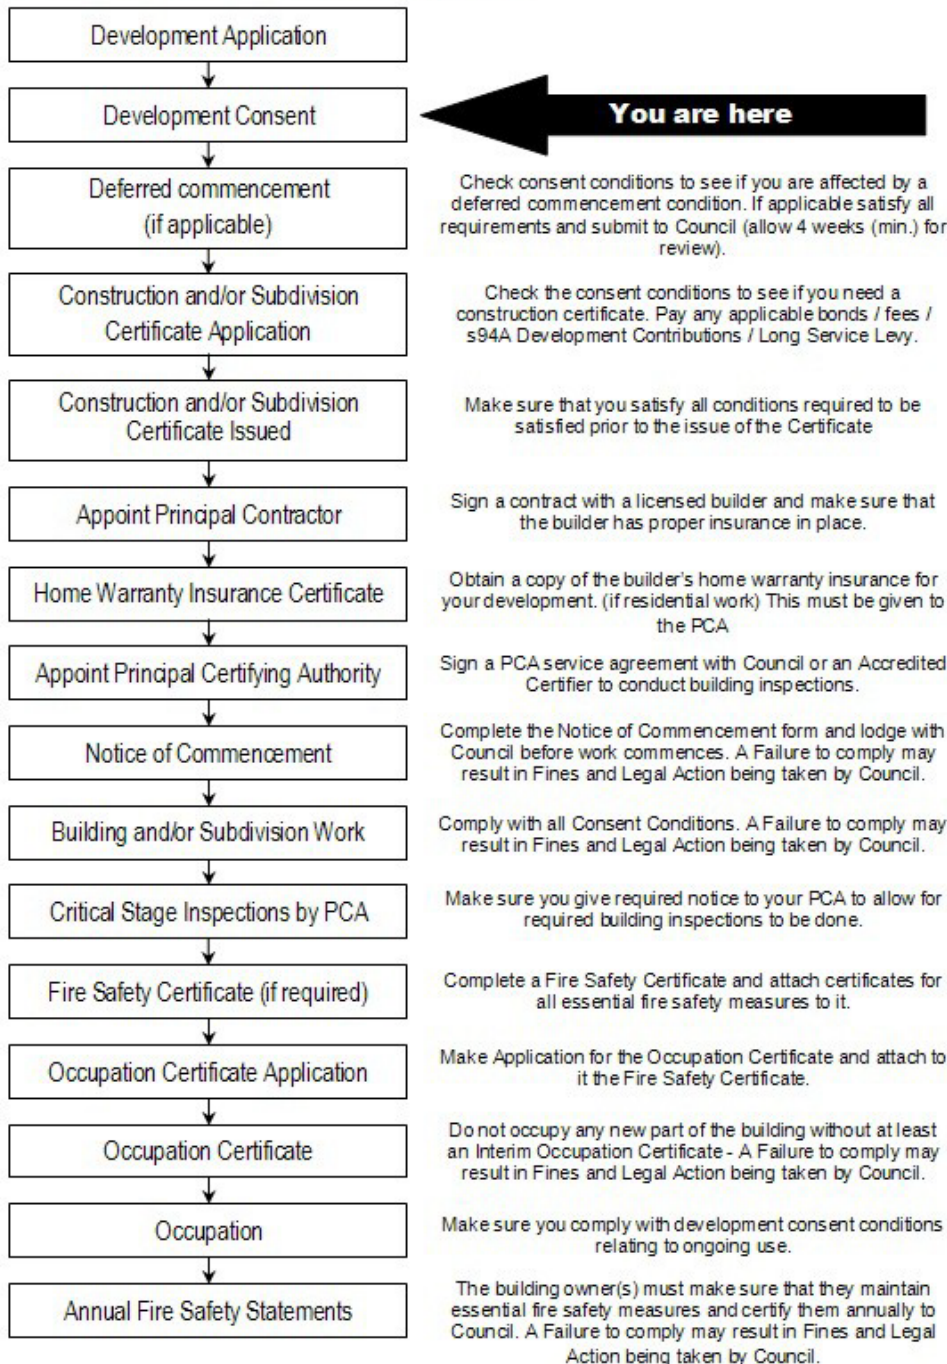 Development Application
Development Consent
You are here
Deferred commencement
(if applicable)
Check consent conditions to see if you are affected by a
deferred commencement condition. If applicable satisfy all
requirements and submit to Council (allow 4 weeks (min.) for
review).
Construction and/or Subdivision
Certificate Application
Check the consent conditions to see if you need a
construction certificate. Pay any applicable bonds / fees /
s94A Development Contributions / Long Service Levy.
Construction and/or Subdivision
Certificate Issued
Make sure that you satisfy all conditions required to be
satisfied prior to the issue of the Certificate
Appoint Principal Contractor
Sign a contract with a licensed builder and make sure that
the builder has proper insurance in place.
Home Warranty Insurance Certificate
Obtain a copy of the builder's home warranty insurance for
your development. (if residential work) This must be given to
the PCA
Appoint Principal Certifying Authority
Sign a PCA service agreement with Council or an Accredited
Certifier to conduct building inspections.
Notice of Commencement
Complete the Notice of Commencement form and lodge with
Council before work commences. A Failure to comply may
result in Fines and Legal Action being taken by Council.
Building and/or Subdivision Work
Comply with all Consent Conditions. A Failure to comply may
result in Fines and Legal Action being taken by Council.
Critical Stage Inspections by PCA
Make sure you give required notice to your PCA to allow for
required building inspections to be done.
Fire Safety Certificate (if required)
Complete a Fire Safety Certificate and attach certificates for
all essential fire safety measures to it.
Occupation Certificate Application
Make Application for the Occupation Certificate and attach to
it the Fire Safety Certificate.
Occupation Certificate
Do not occupy any new part of the building without at least
an Interim Occupation Certificate - A Failure to comply may
result in Fines and Legal Action being taken by Council.
Occupation
Make sure you comply with development consent conditions
relating to ongoing use.
Annual Fire Safety Statements
The building owner(s) must make sure that they maintain
essential fire safety measures and certify them annually to
Council. A Failure to comply may result in Fines and Legal
Action being taken by Council.